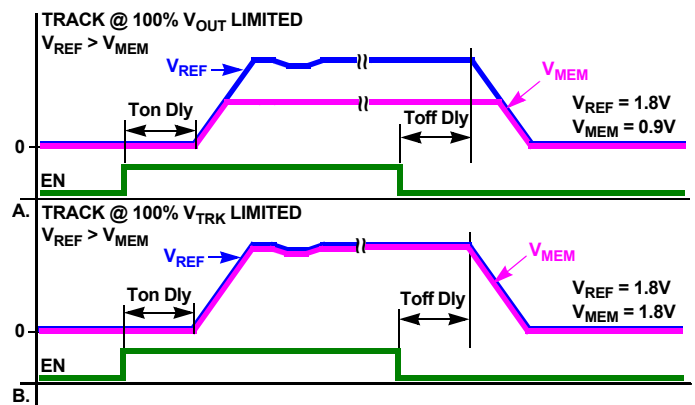 TRACK @ 100% VOUT LIMITED
VREF > VMEM
VREF
VMEM
Ton Dly
Toff Dly
VREF = 1.8V
VMEM = 0.9V
0
EN
A.
TRACK @ 100% VTRK LIMITED
VREF > VMEM
VREF
VMEM
Ton Dly
Toff Dly
VREF = 1.8V
VMEM = 1.8V
0
EN
B.